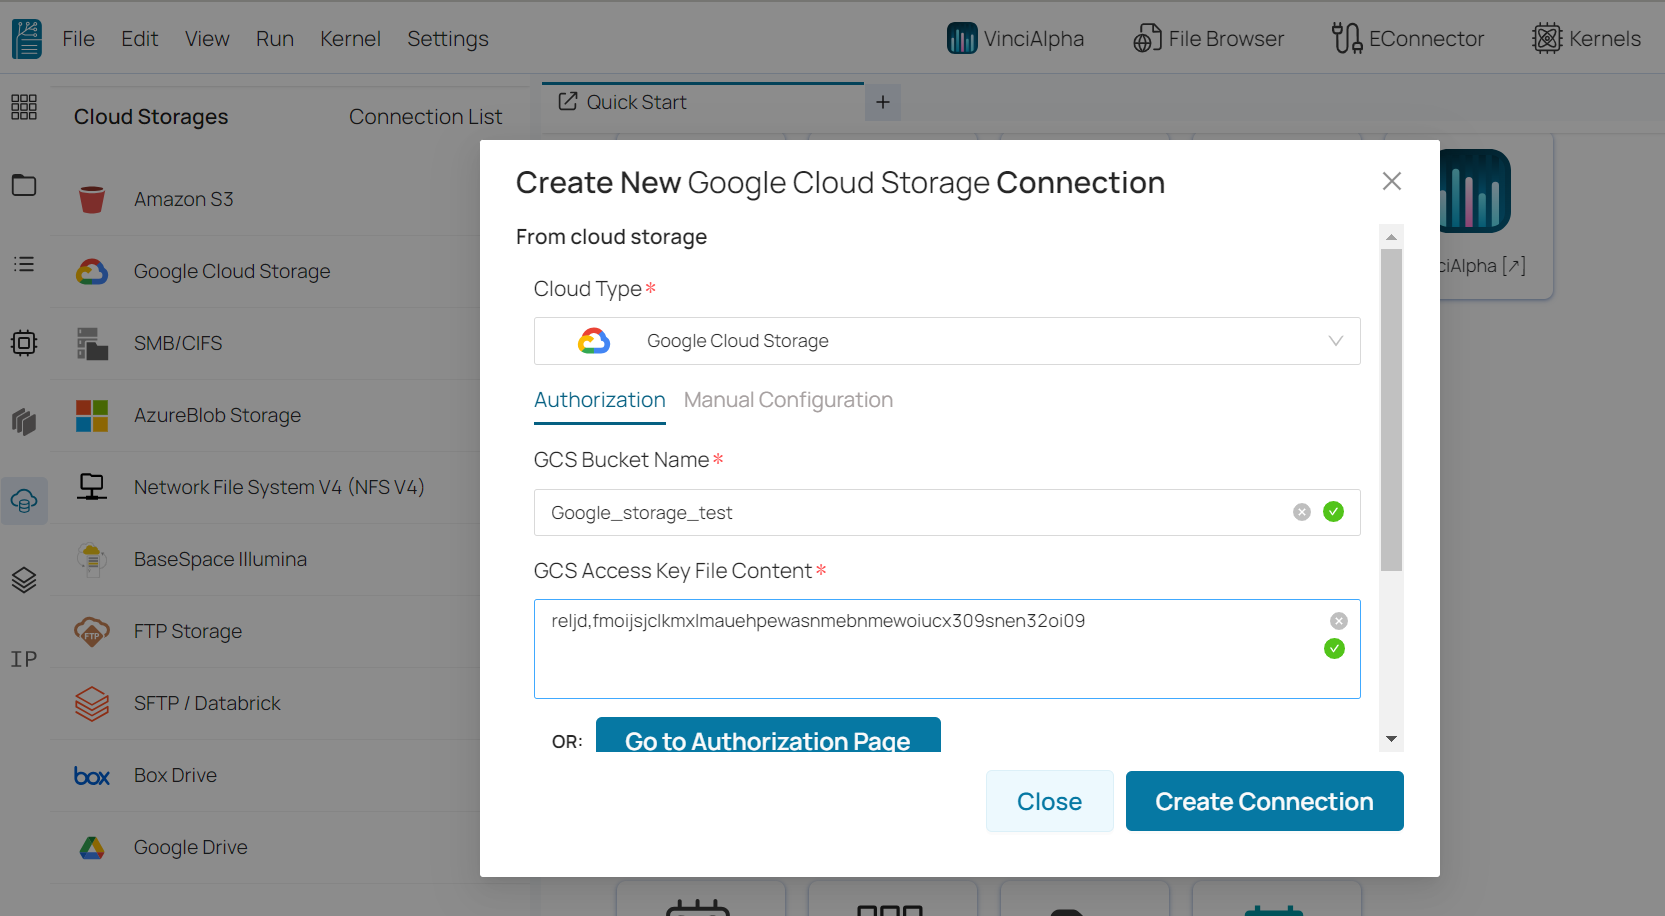 File Edit View Run Kernel Settings VinciAlpha File Browser EConnector Kernels
Cloud Storages Connection List
Quick Start +
Amazon S3
Google Cloud Storage
SMB/CIFS
AzureBlob Storage
Network File System V4 (NFS V4)
BaseSpace Illumina
FTP
FTP Storage
IP
SFTP / Databrick
box
Box Drive
Google Drive
Create New Google Cloud Storage Connection
From cloud storage
Cloud Type*
Google Cloud Storage
Authorization Manual Configuration
GCS Bucket Name*
Google_storage_test
GCS Access Key File Content*
reljd,fmoijsjclkmxlmauehpewasnmebnmewoiucx309snen32oi09
OR: Go to Authorization Page
Close Create Connection
ciAlpha [↗]